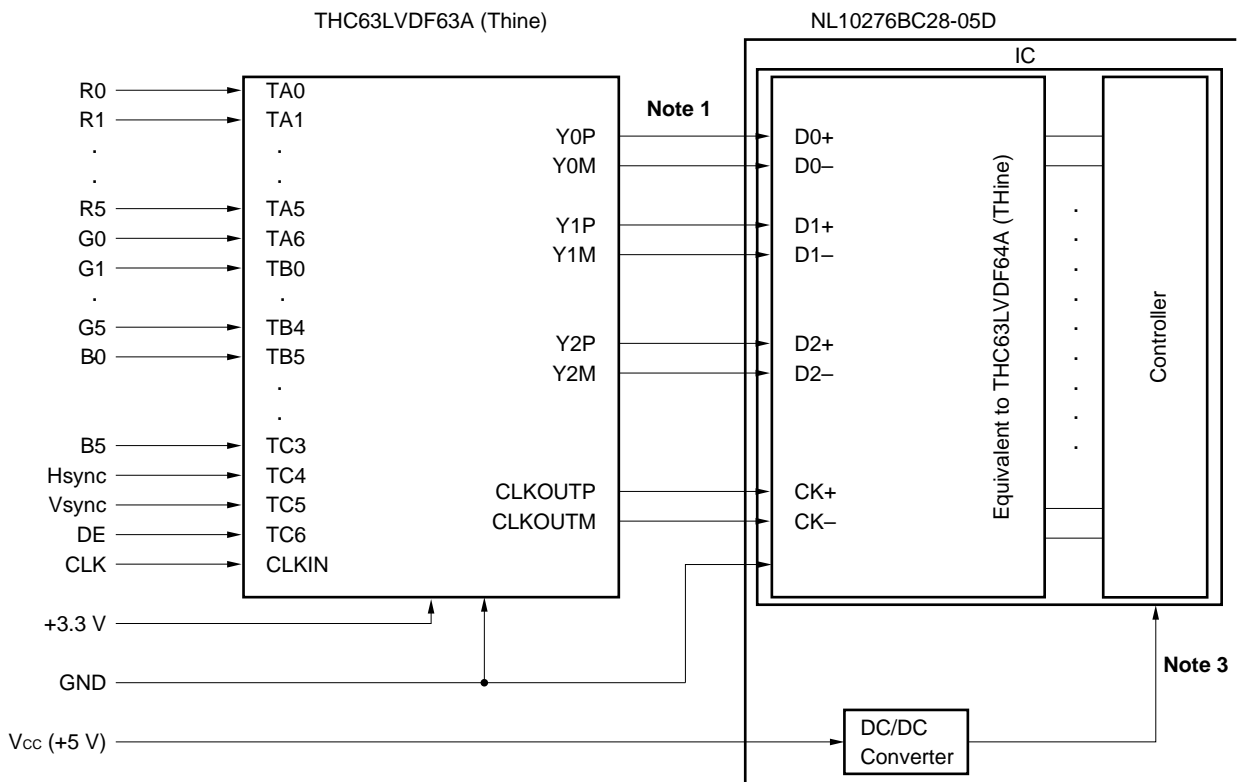 THC63LVDF63A (Thine)
NL10276BC28-05D
IC
R0
TA0
R1
TA1
Note 1
Y0P
D0+
Y0M
D0–
R5
TA5
Y1P
D1+
G0
TA6
Y1M
D1–
G1
TB0
G5
TB4
Y2P
D2+
B0
TB5
Y2M
D2–
Equivalent to THC63LVDF64A (THine)
Controller
B5
TC3
Hsync
TC4
CLKOUTP
CK+
Vsync
TC5
CLKOUTM
CK–
DE
TC6
CLK
CLKIN
+3.3 V
GND
Note 3
Vcc (+5 V)
DC/DC
Converter